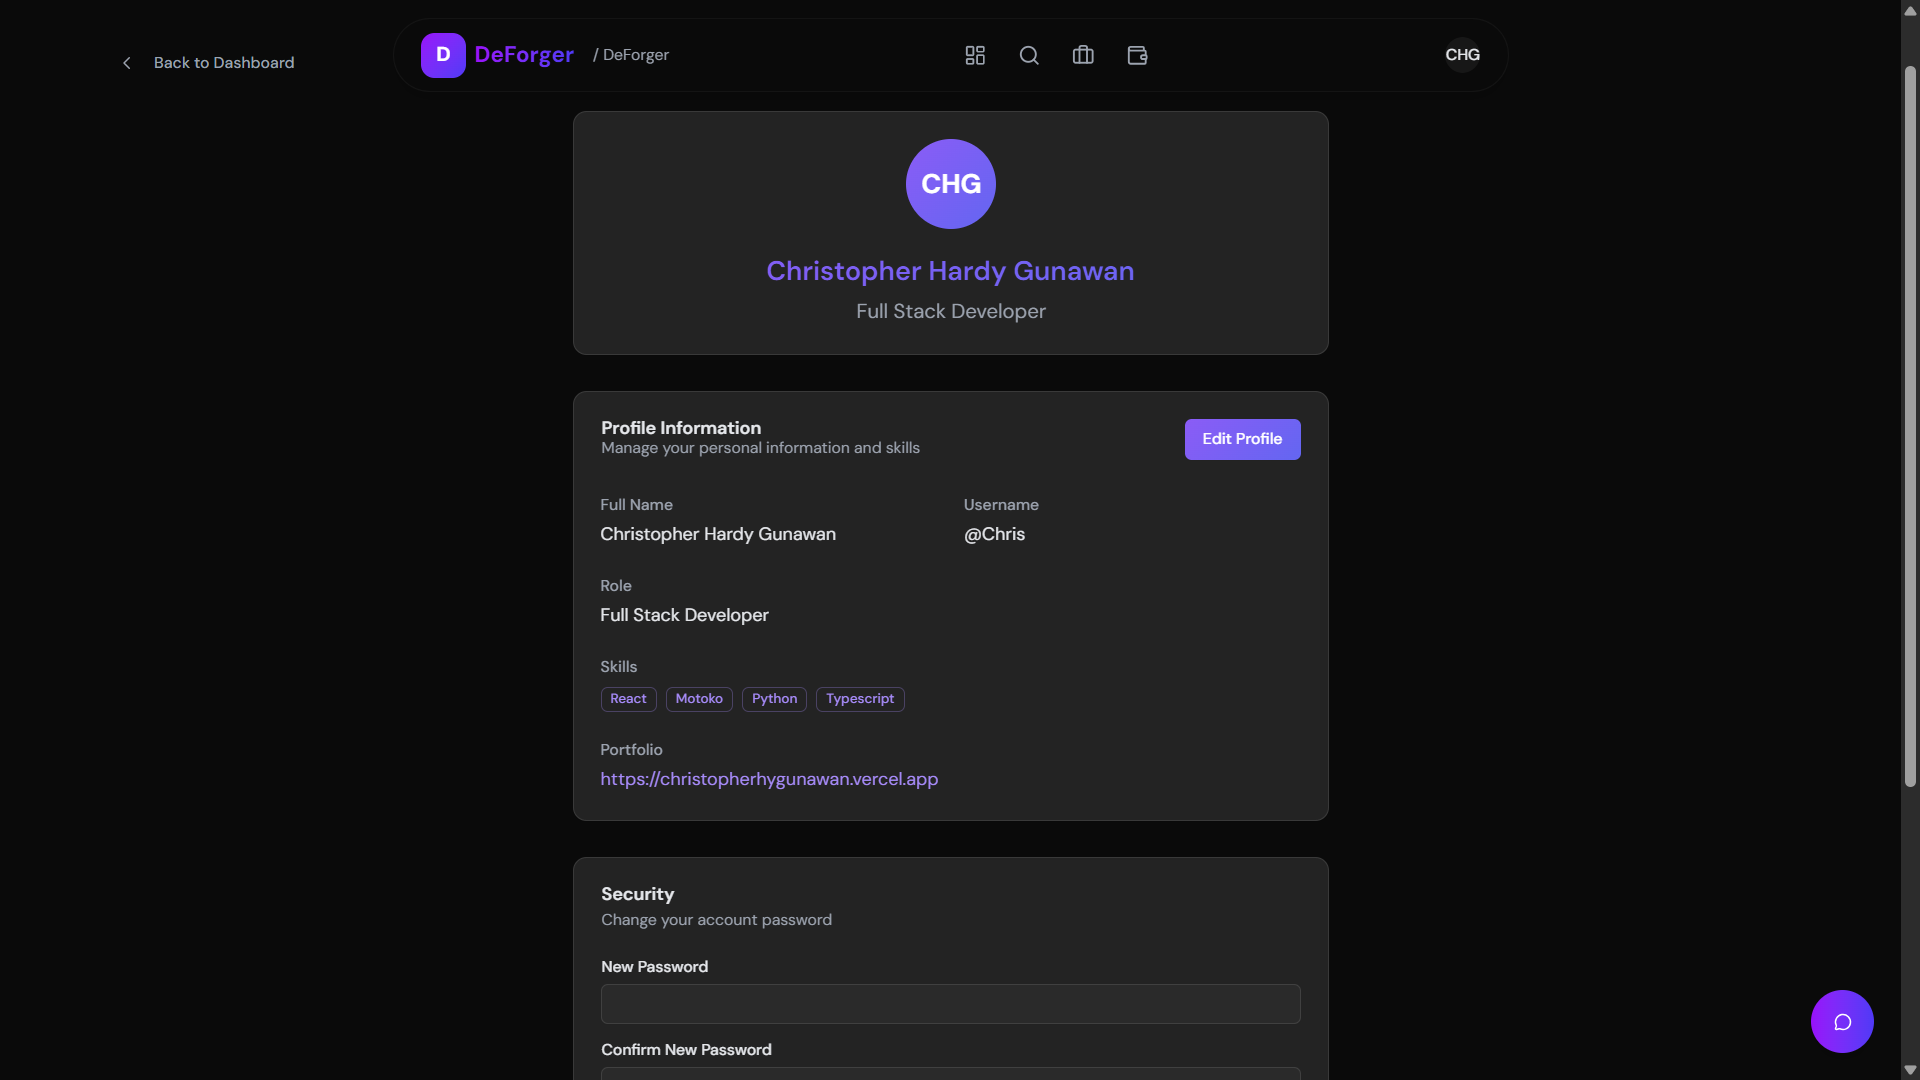 Back to Dashboard
D DeForger / DeForger
CHG
CHG
Christopher Hardy Gunawan
Full Stack Developer
Profile Information
Manage your personal information and skills
Edit Profile
Full Name
Christopher Hardy Gunawan
Username
@Chris
Role
Full Stack Developer
Skills
React Motoko Python Typescript
Portfolio
https://christopherhygunawan.vercel.app
Security
Change your account password
New Password
Confirm New Password